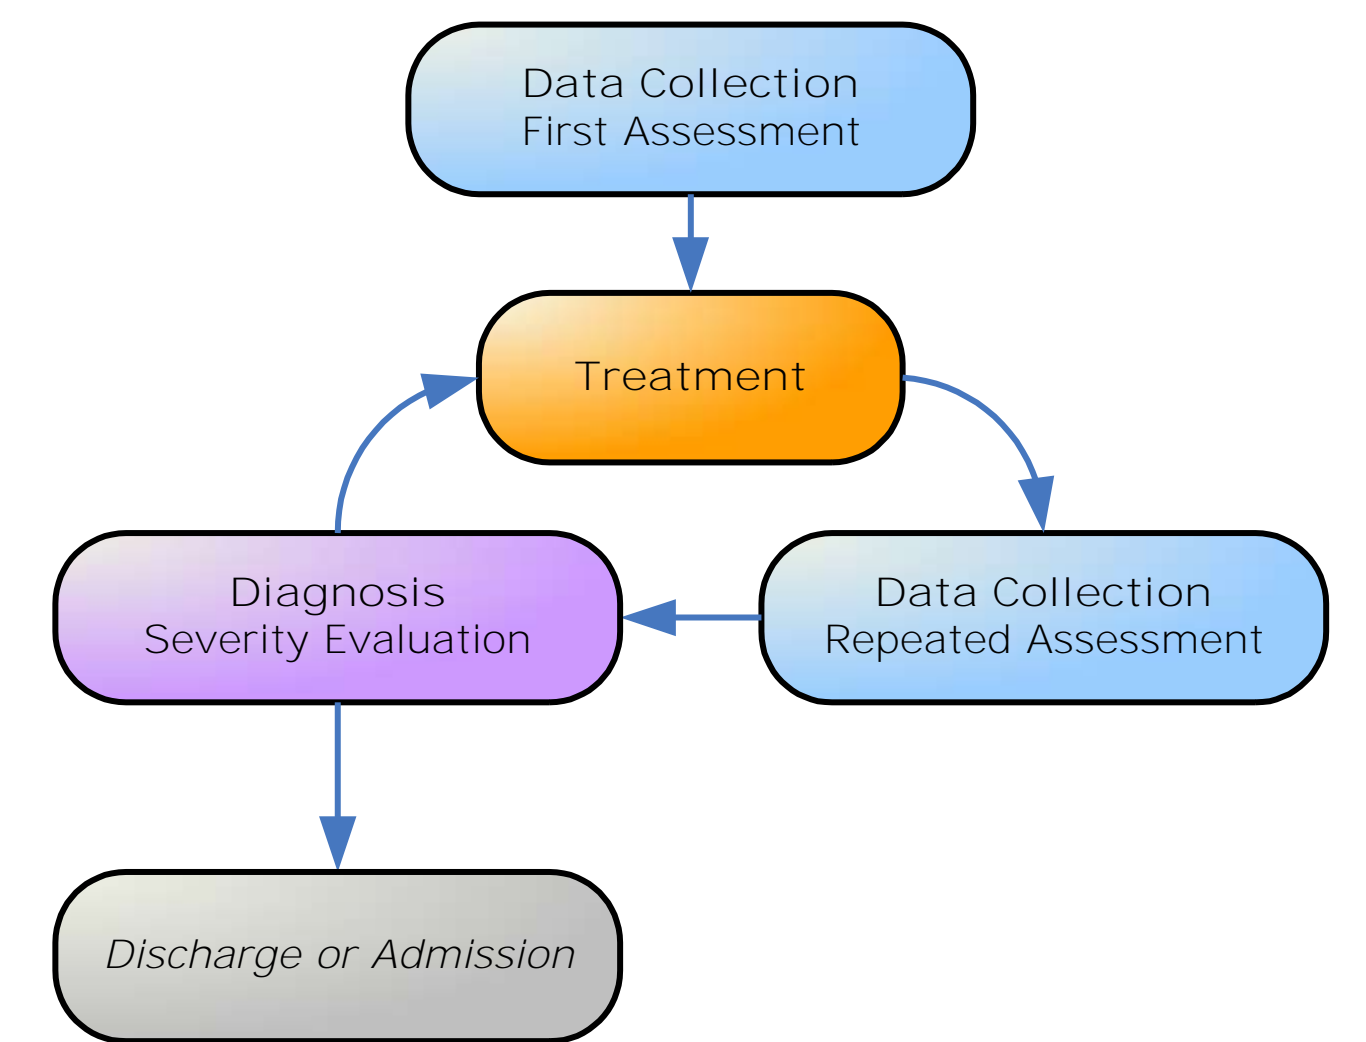 Data Collection
First Assessment
Treatment
Diagnosis
Severity Evaluation
Data Collection
Repeated Assessment
Discharge or Admission